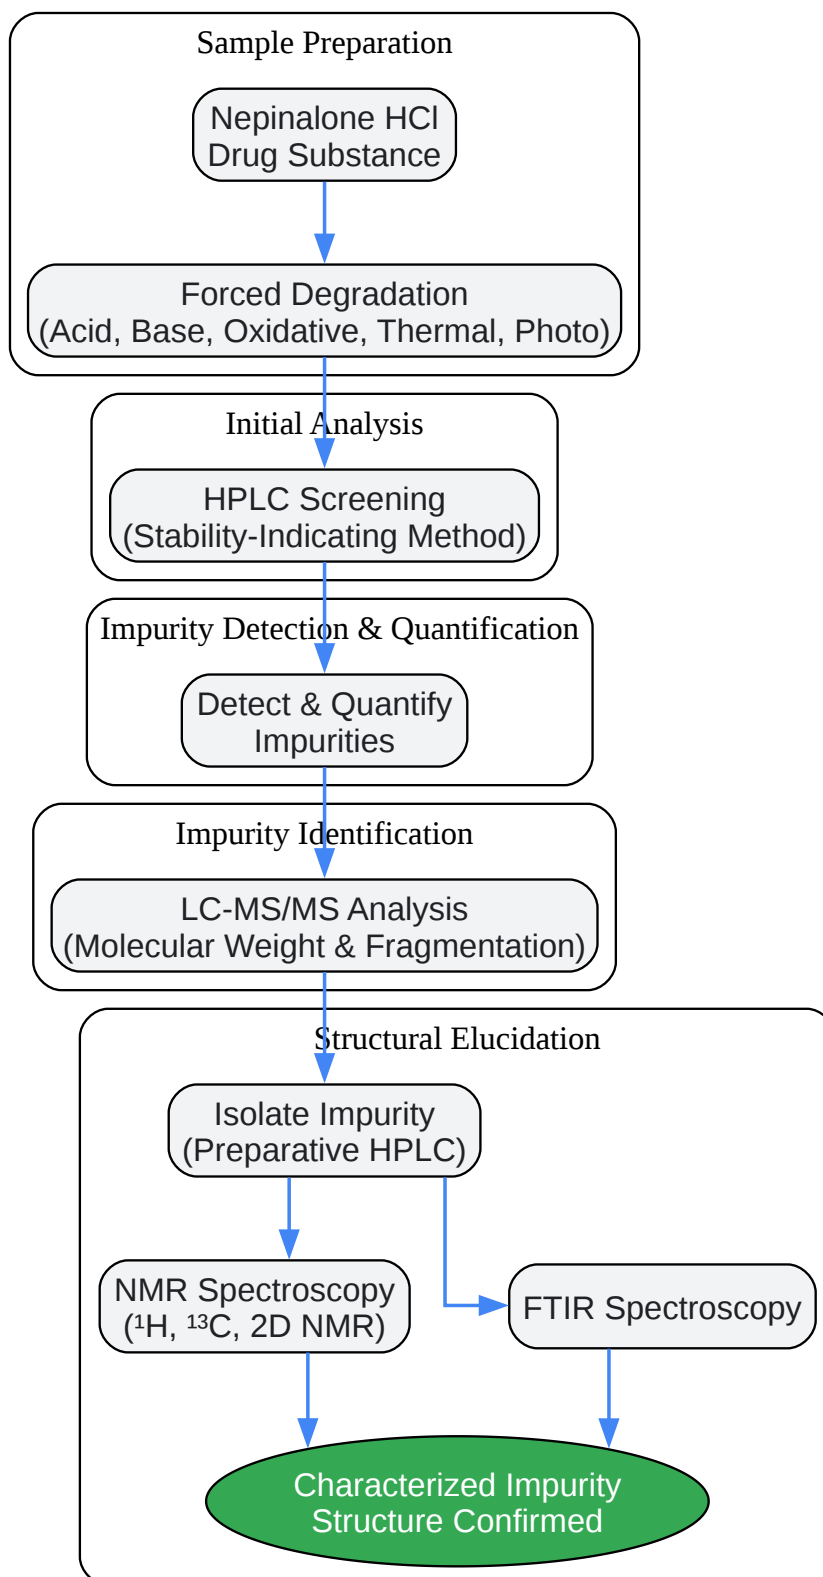 Sample Preparation
Nepinalone HCl
Drug Substance
Forced Degradation
(Acid, Base, Oxidative, Thermal, Photo)
Initial Analysis
HPLC Screening
(Stability-Indicating Method)
Impurity Detection & Quantification
Detect & Quantify
Impurities
Impurity Identification
LC-MS/MS Analysis
(Molecular Weight & Fragmentation)
Structural Elucidation
Isolate Impurity
(Preparative HPLC)
NMR Spectroscopy
(¹H, ¹³C, 2D NMR)
FTIR Spectroscopy
Characterized Impurity
Structure Confirmed